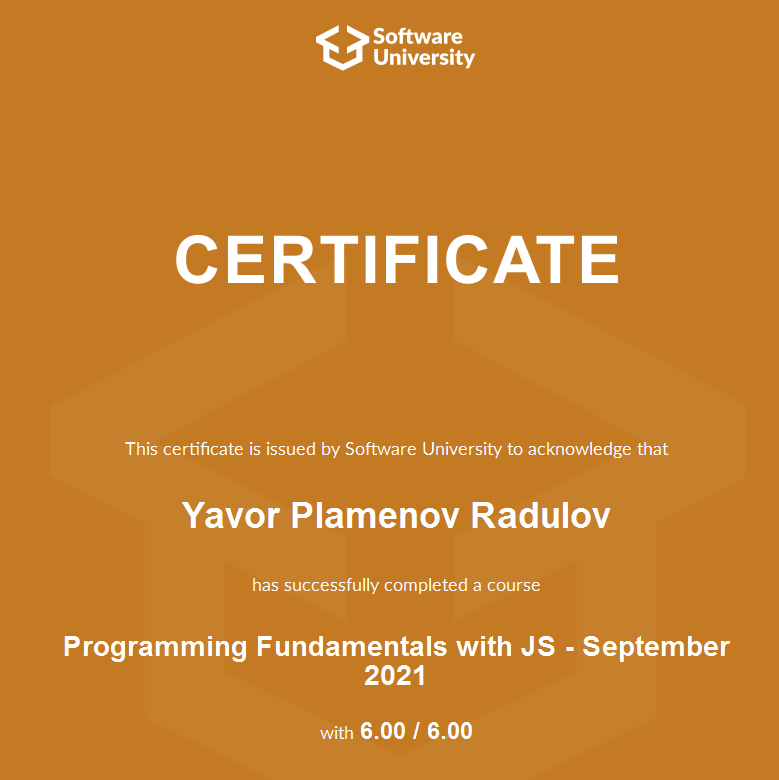 Software
University
CERTIFICATE
This certificate is issued by Software University to acknowledge that
Yavor Plamenov Radulov
has successfully completed a course
Programming Fundamentals with JS - September
2021
with 6.00 / 6.00